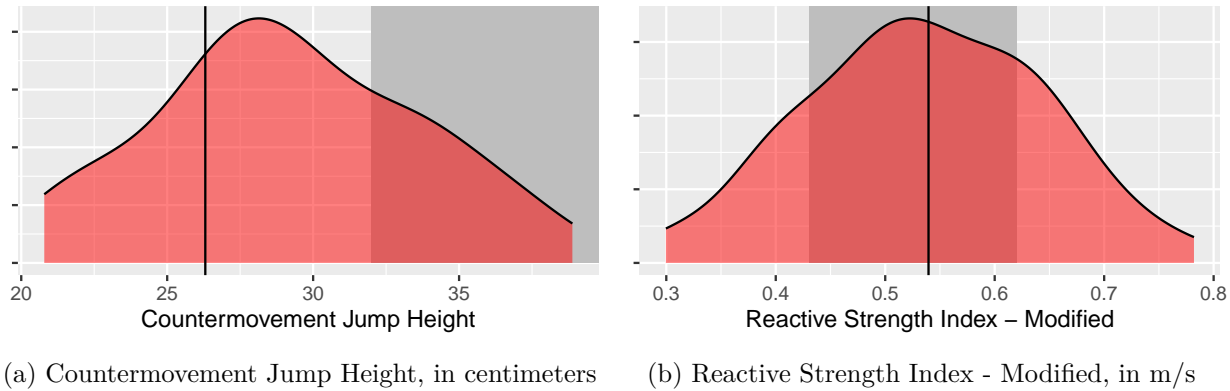 20 25 30 35
Countermovement Jump Height
(a) Countermovement Jump Height, in centimeters
0.3 0.4 0.5 0.6 0.7 0.8
Reactive Strength Index − Modified
(b) Reactive Strength Index - Modified, in m/s